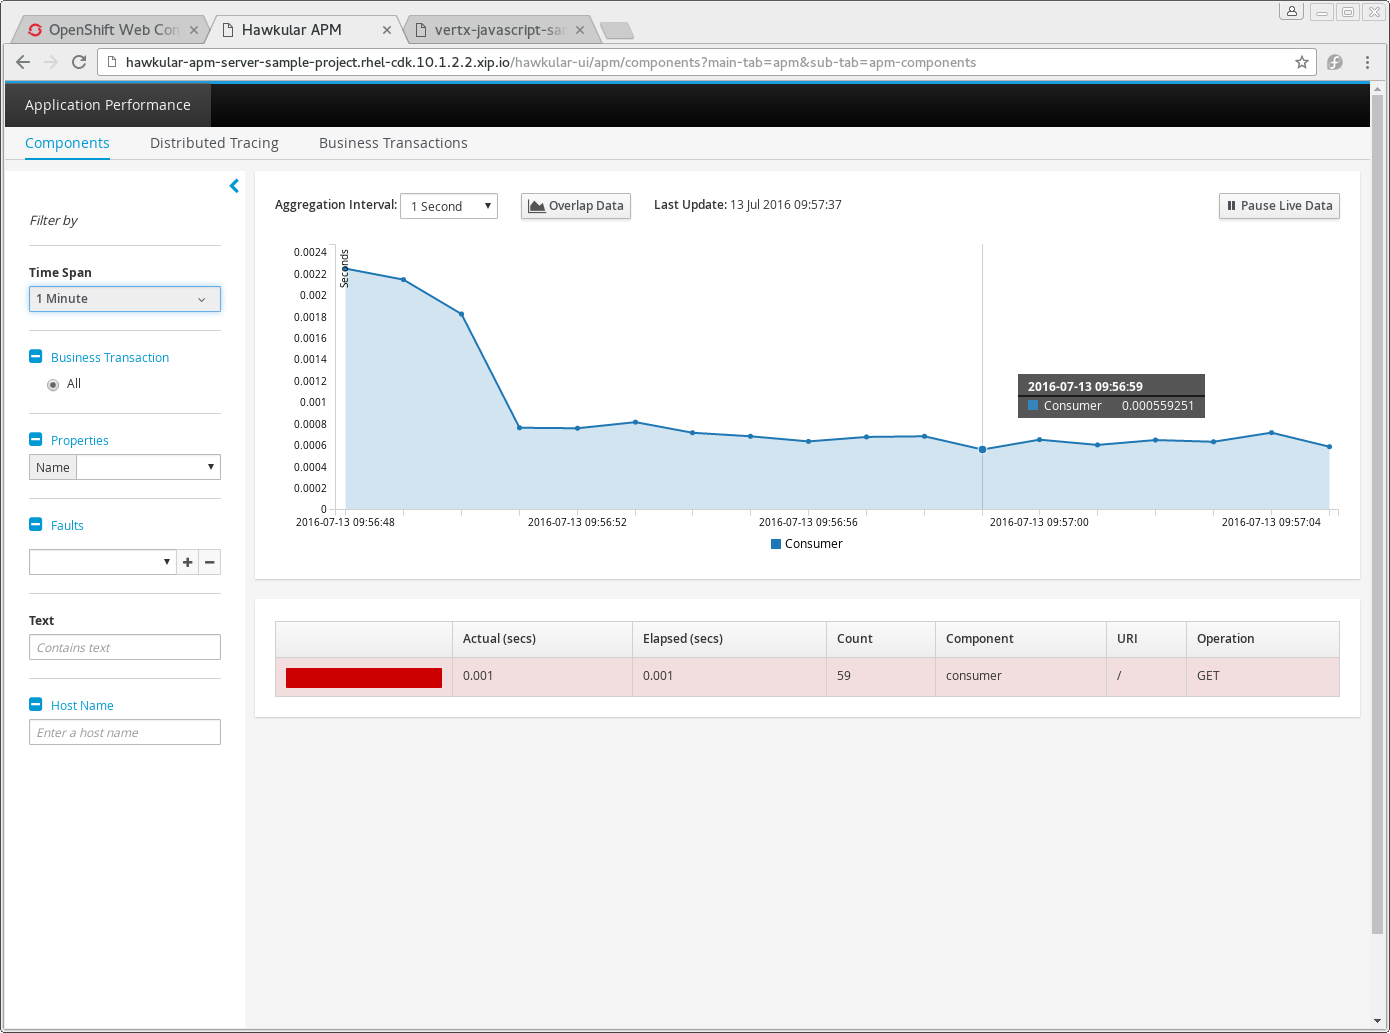 OpenShift Web Con
Hawkular APM
vertx-javascript-sam
hawkular-apm-server-sample-project.rhel-cdk.10.1.2.2.xip.io/hawkular-ui/apm/components?main-tab=apm&sub-tab=apm-components
Application Performance
Components
Distributed Tracing
Business Transactions
Filter by
Time Span
1 Minute
Business Transaction
All
Properties
Name
Faults
Text
Contains text
Host Name
Enter a host name
Aggregation Interval: 1 Second
Overlap Data
Last Update: 13 Jul 2016 09:57:37
Pause Live Data
Seconds
0.0024
0.0022
0.002
0.0018
0.0016
0.0014
0.0012
0.001
0.0008
0.0006
0.0004
0.0002
0
2016-07-13 09:56:59
Consumer 0.000559251
2016-07-13 09:56:48
2016-07-13 09:56:52
2016-07-13 09:56:56
2016-07-13 09:57:00
2016-07-13 09:57:04
Consumer
Actual (secs) Elapsed (secs) Count Component URI Operation
0.001 0.001 59 consumer / GET